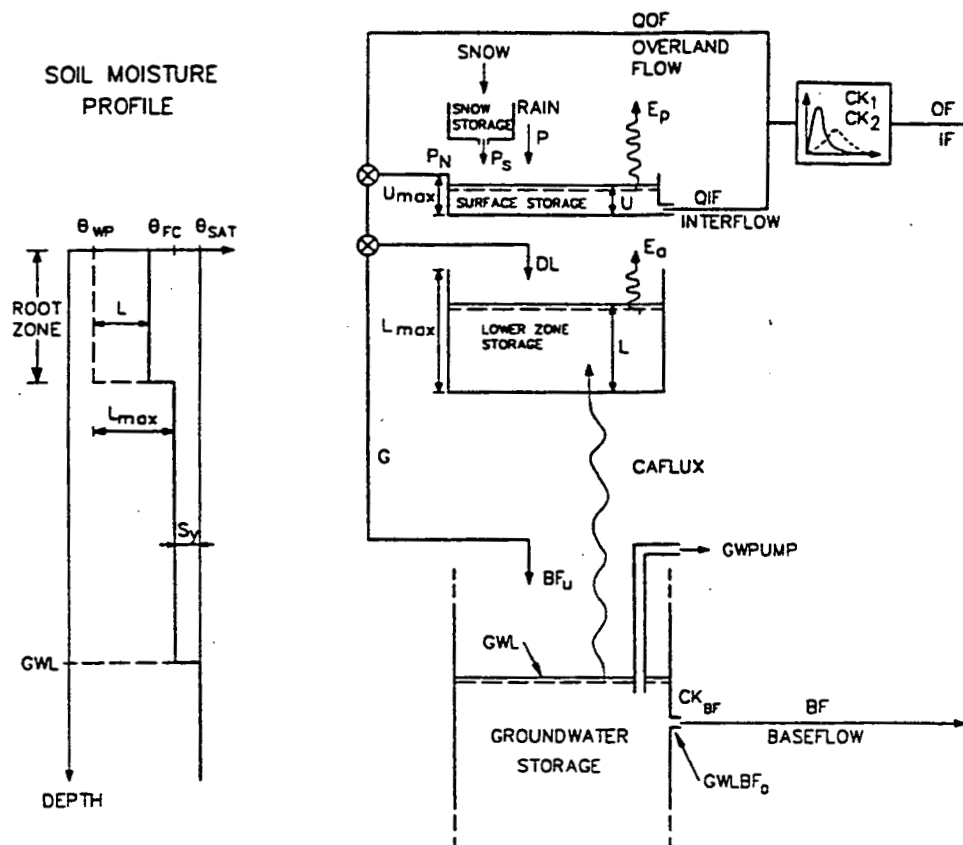 SOIL MOISTURE
PROFILE
θWP θFC θSAT
ROOT
ZONE
L
Lmax
Sy
GWL
DEPTH
QOF
OVERLAND
FLOW
SNOW
SNOW
STORAGE
RAIN
P
Ps
PN
Ep
Umax
SURFACE STORAGE
U
QIF
INTERFLOW
CK1
CK2
OF
IF
DL
Ea
Lmax
LOWER ZONE
STORAGE
L
G
CAFLUX
GWPUMP
BFu
GWL
GROUNDWATER
STORAGE
CKBF
BF
BASEFLOW
GWLBFo